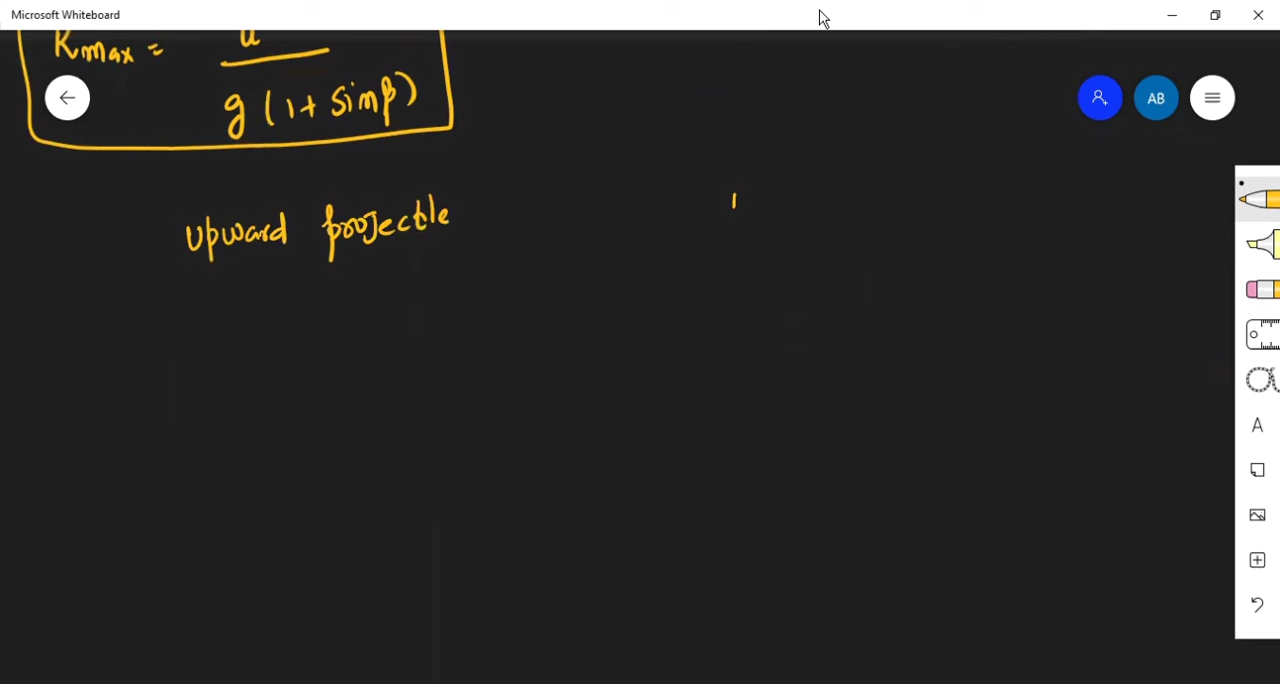 Microsoft Whiteboard
Rmax = u
g (1 + sinβ)
AB
upward projectile
A